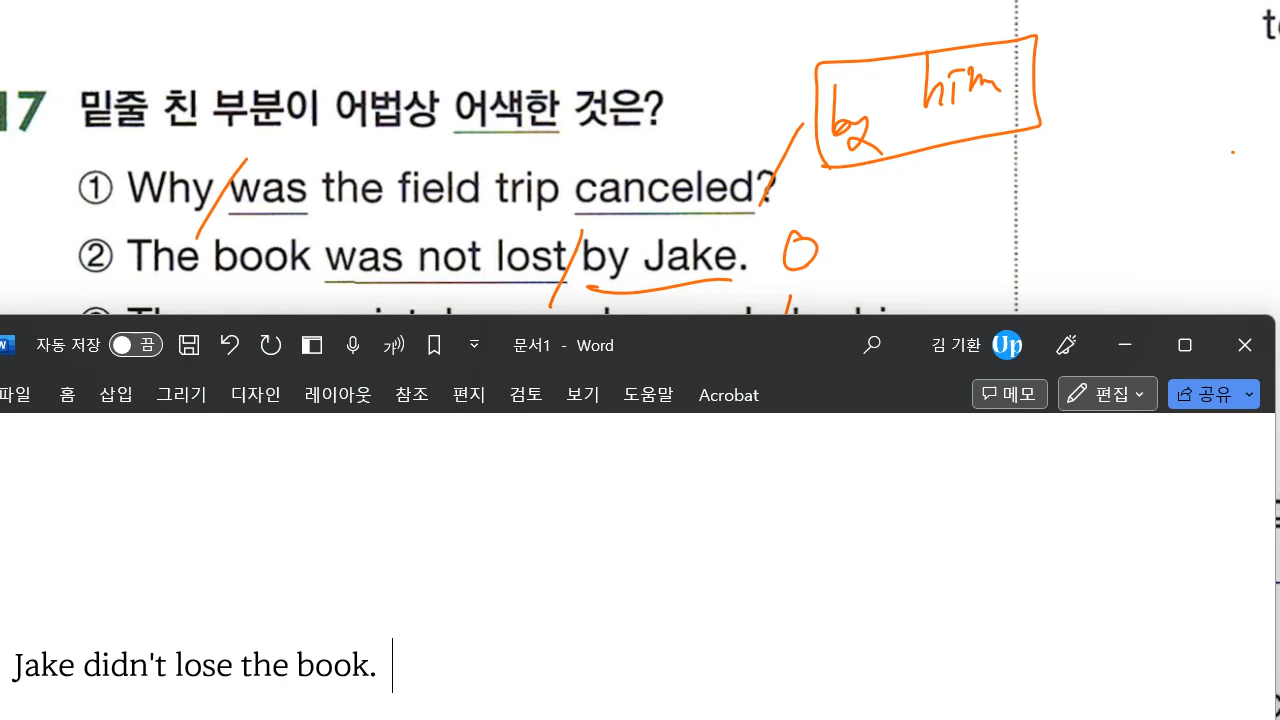 to
17 밑줄 친 부분이 어법상 어색한 것은?
by him
① Why was the field trip canceled?
② The book was not lost by Jake. O
자동 저장 끔 가 문서1 - Word 김 기환 Up
파일 홈 삽입 그리기 디자인 레이아웃 참조 편지 검토 보기 도움말 Acrobat 메모 편집 공유
Jake didn't lose the book.